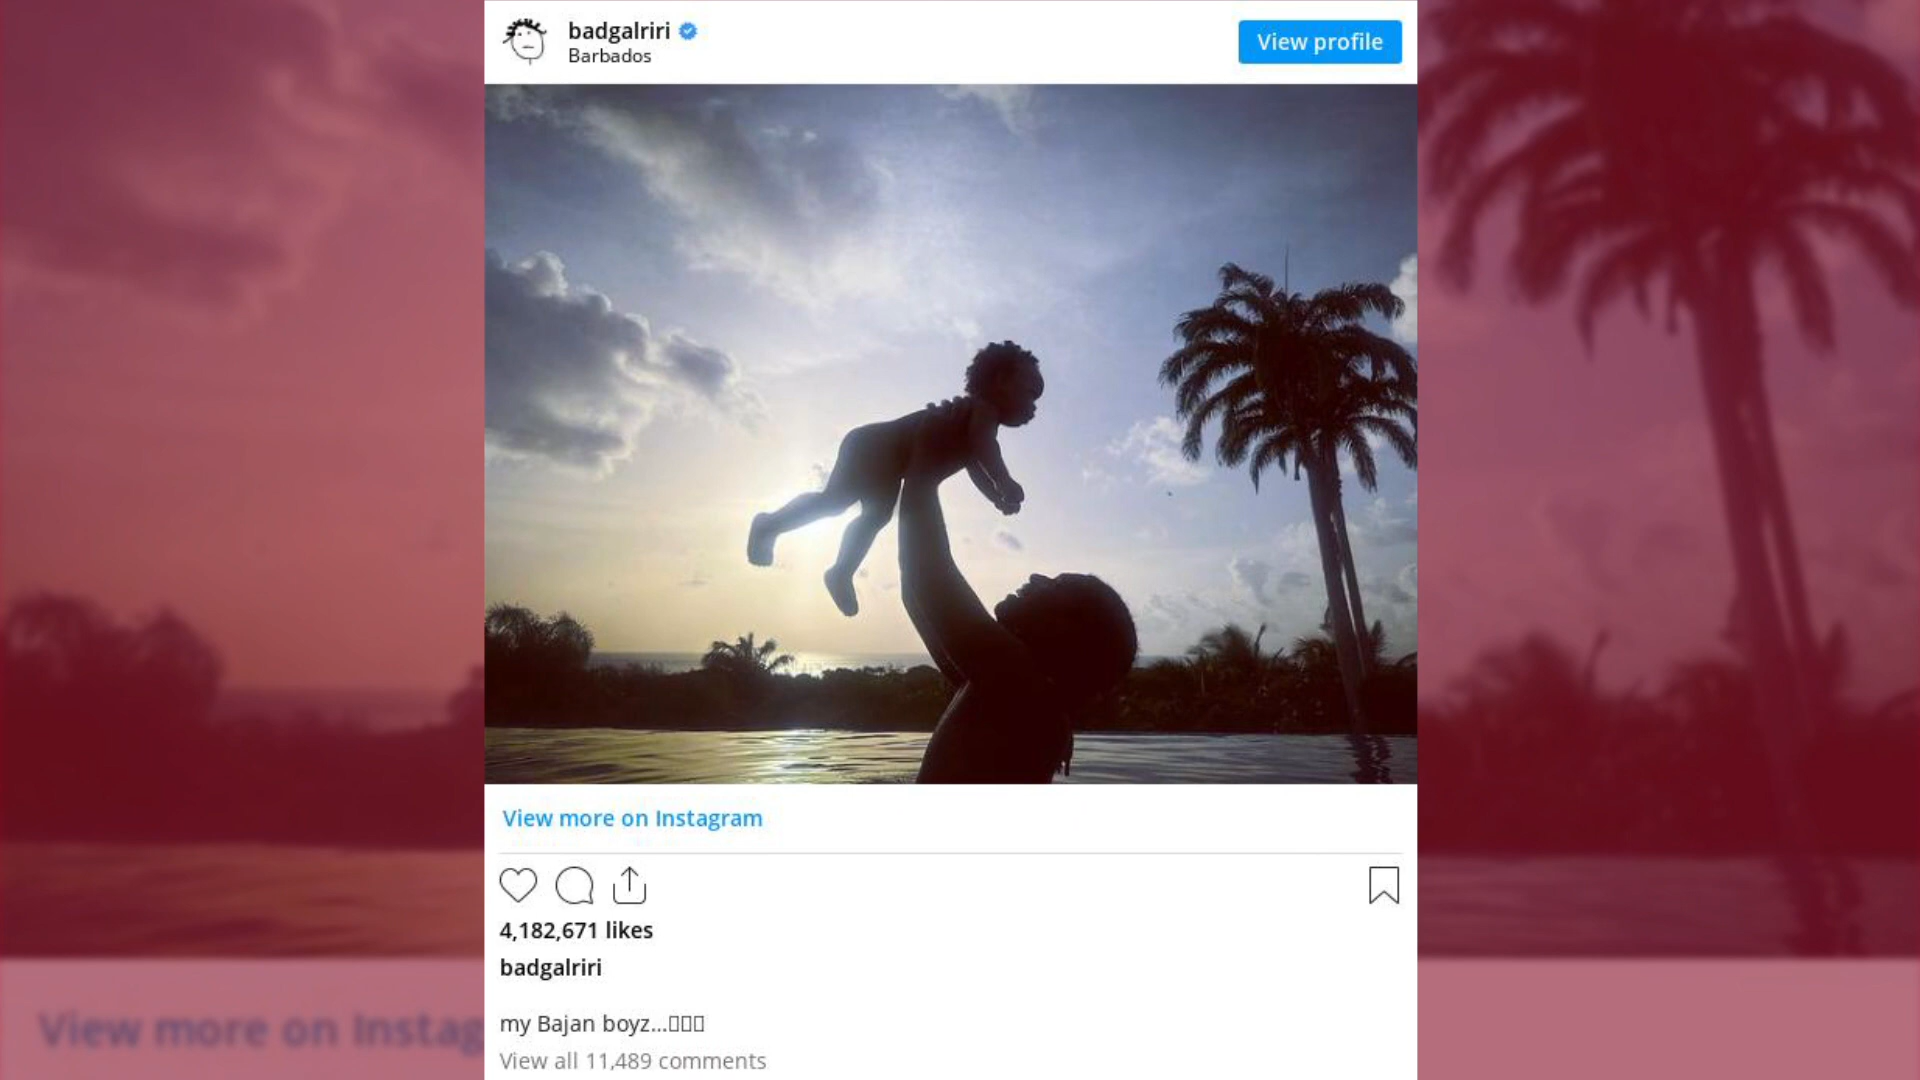 badgalriri
Barbados
View profile
View more on Instagram
4,182,671 likes
badgalriri
my Bajan boyz...
View all 11,489 comments
View more on Instag